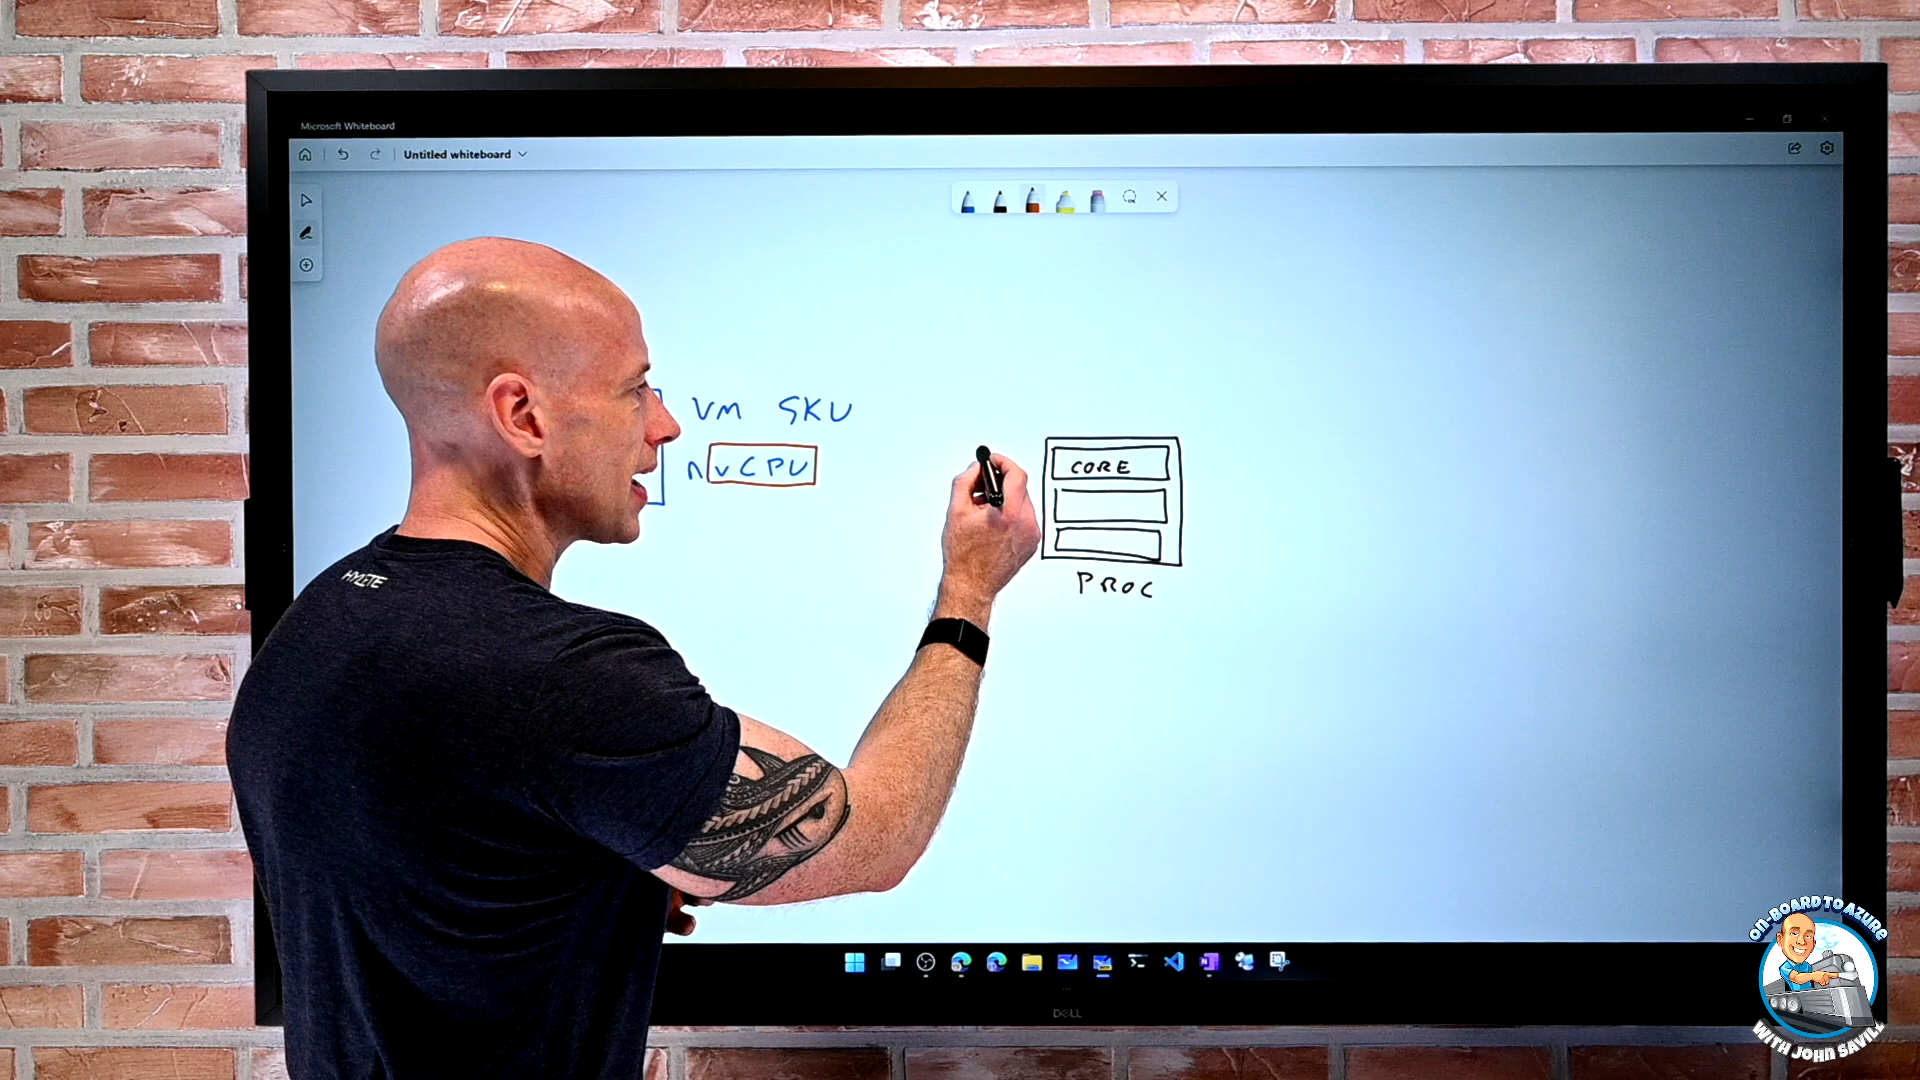 Microsoft Whiteboard
Untitled whiteboard
VM SKU
n vCPU
CORE
PROC
HYLETE
DELL
ON-BOARD TO AZURE
WITH JOHN SAVILL